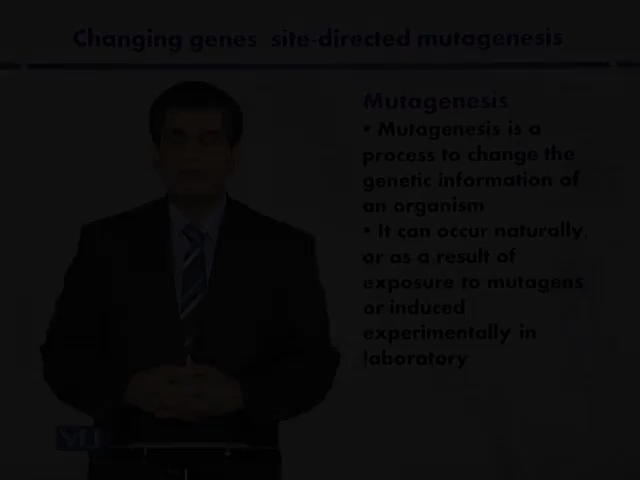 Changing genes site-directed mutagenesis
Mutagenesis
• Mutagenesis is a
process to change the
genetic information of
an organism
• It can occur naturally,
or as a result of
exposure to mutagens
or induced
experimentally in
laboratory
VU